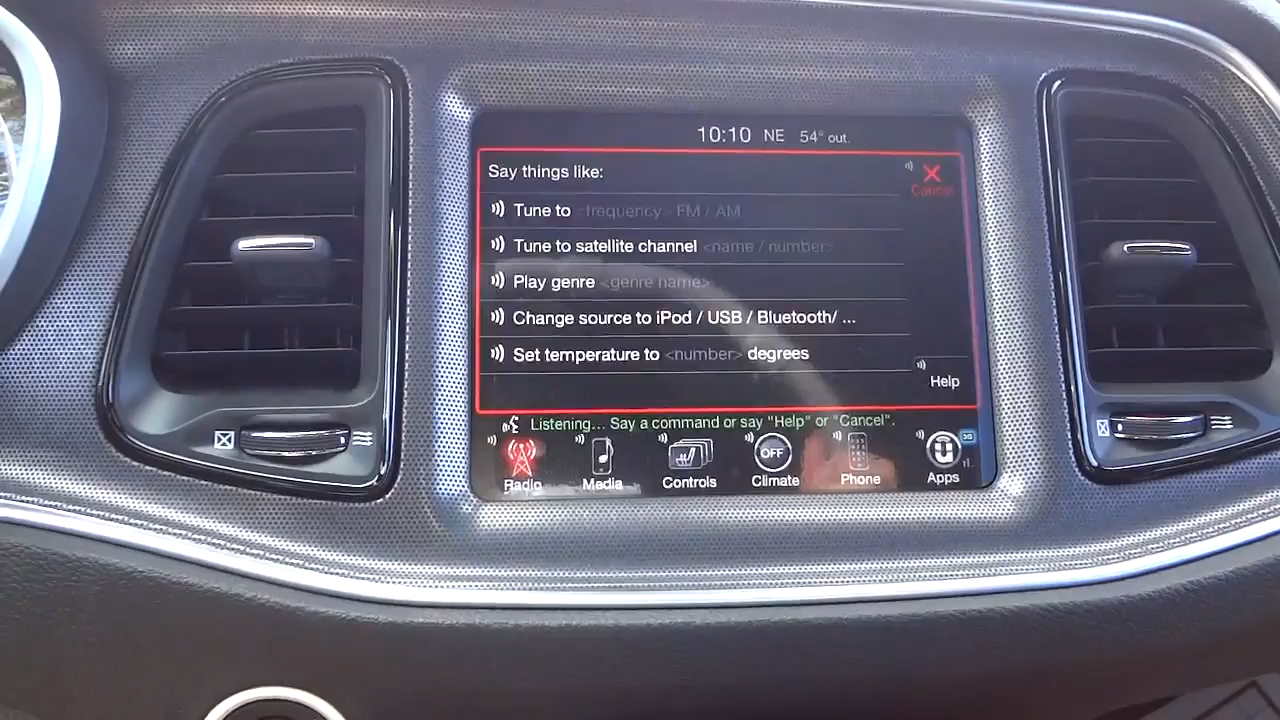 10:10 NE 54° out.
Say things like:
Cancel
Tune to <frequency> FM / AM
Tune to satellite channel <name / number>
Play genre <genre name>
Change source to iPod / USB / Bluetooth/ ...
Set temperature to <number> degrees
Help
Listening... Say a command or say "Help" or "Cancel".
OFF
3G
Radio Media Controls Climate Phone Apps